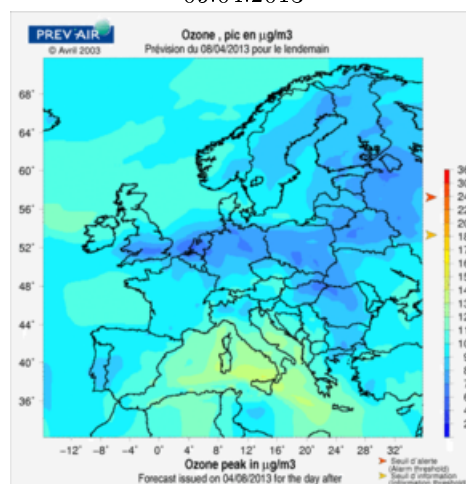 09.04.2013
PREV'AIR
© Avril 2003
Ozone , pic en µg/m3
Prévision du 08/04/2013 pour le lendemain
68°
64°
60°
56°
52°
48°
44°
40°
36°
−12° −8° −4° 0° 4° 8° 12° 16° 20° 24° 28° 32°
Ozone peak in µg/m3
Forecast issued on 04/08/2013 for the day after
Seuil d'alerte
(Alarm threshold)
Seuil d'information